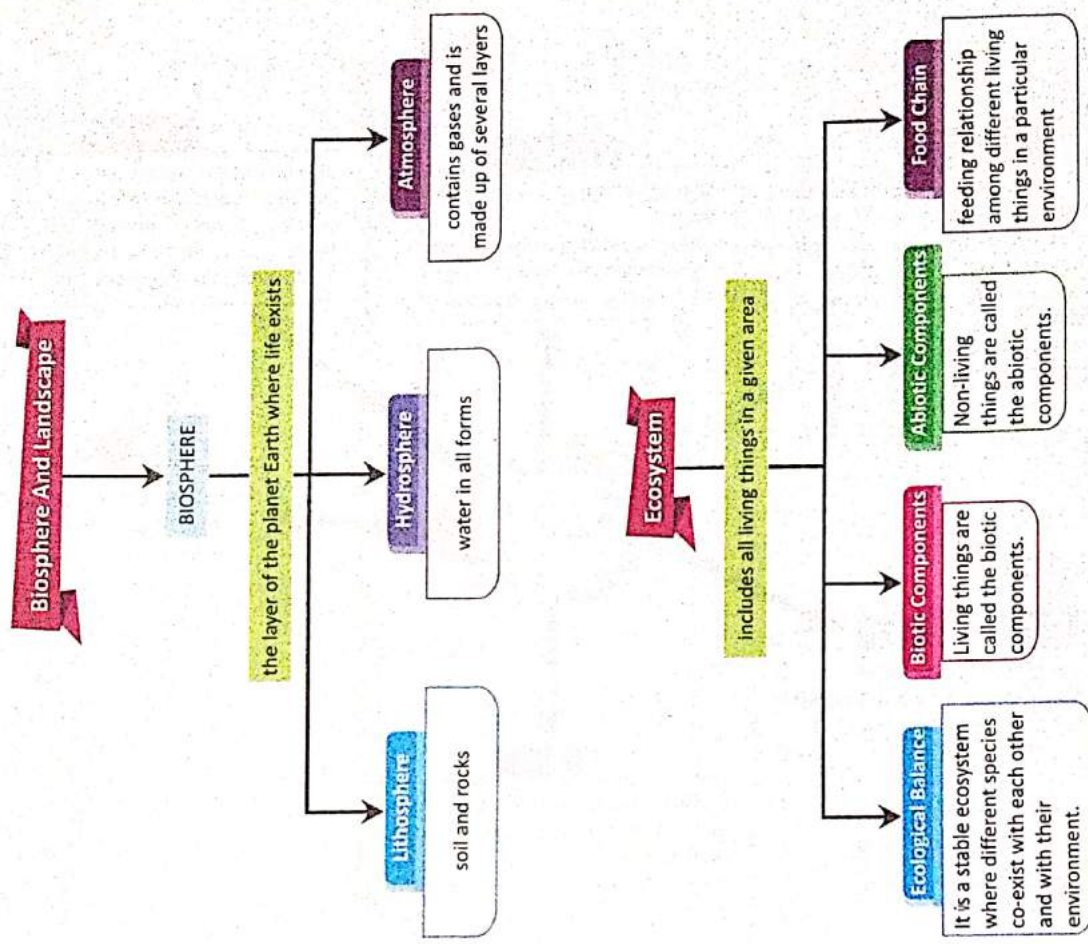 Biosphere And Landscape
BIOSPHERE
the layer of the planet Earth where life exists
Lithosphere
soil and rocks
Hydrosphere
water in all forms
Atmosphere
contains gases and is
made up of several layers
Ecosystem
includes all living things in a given area
Ecological Balance
It is a stable ecosystem
where different species
co-exist with each other
and with their
environment.
Biotic Components
Living things are
called the biotic
components.
Abiotic Components
Non-living
things are called
the abiotic
components.
Food Chain
feeding relationship
among different living
things in a particular
environment